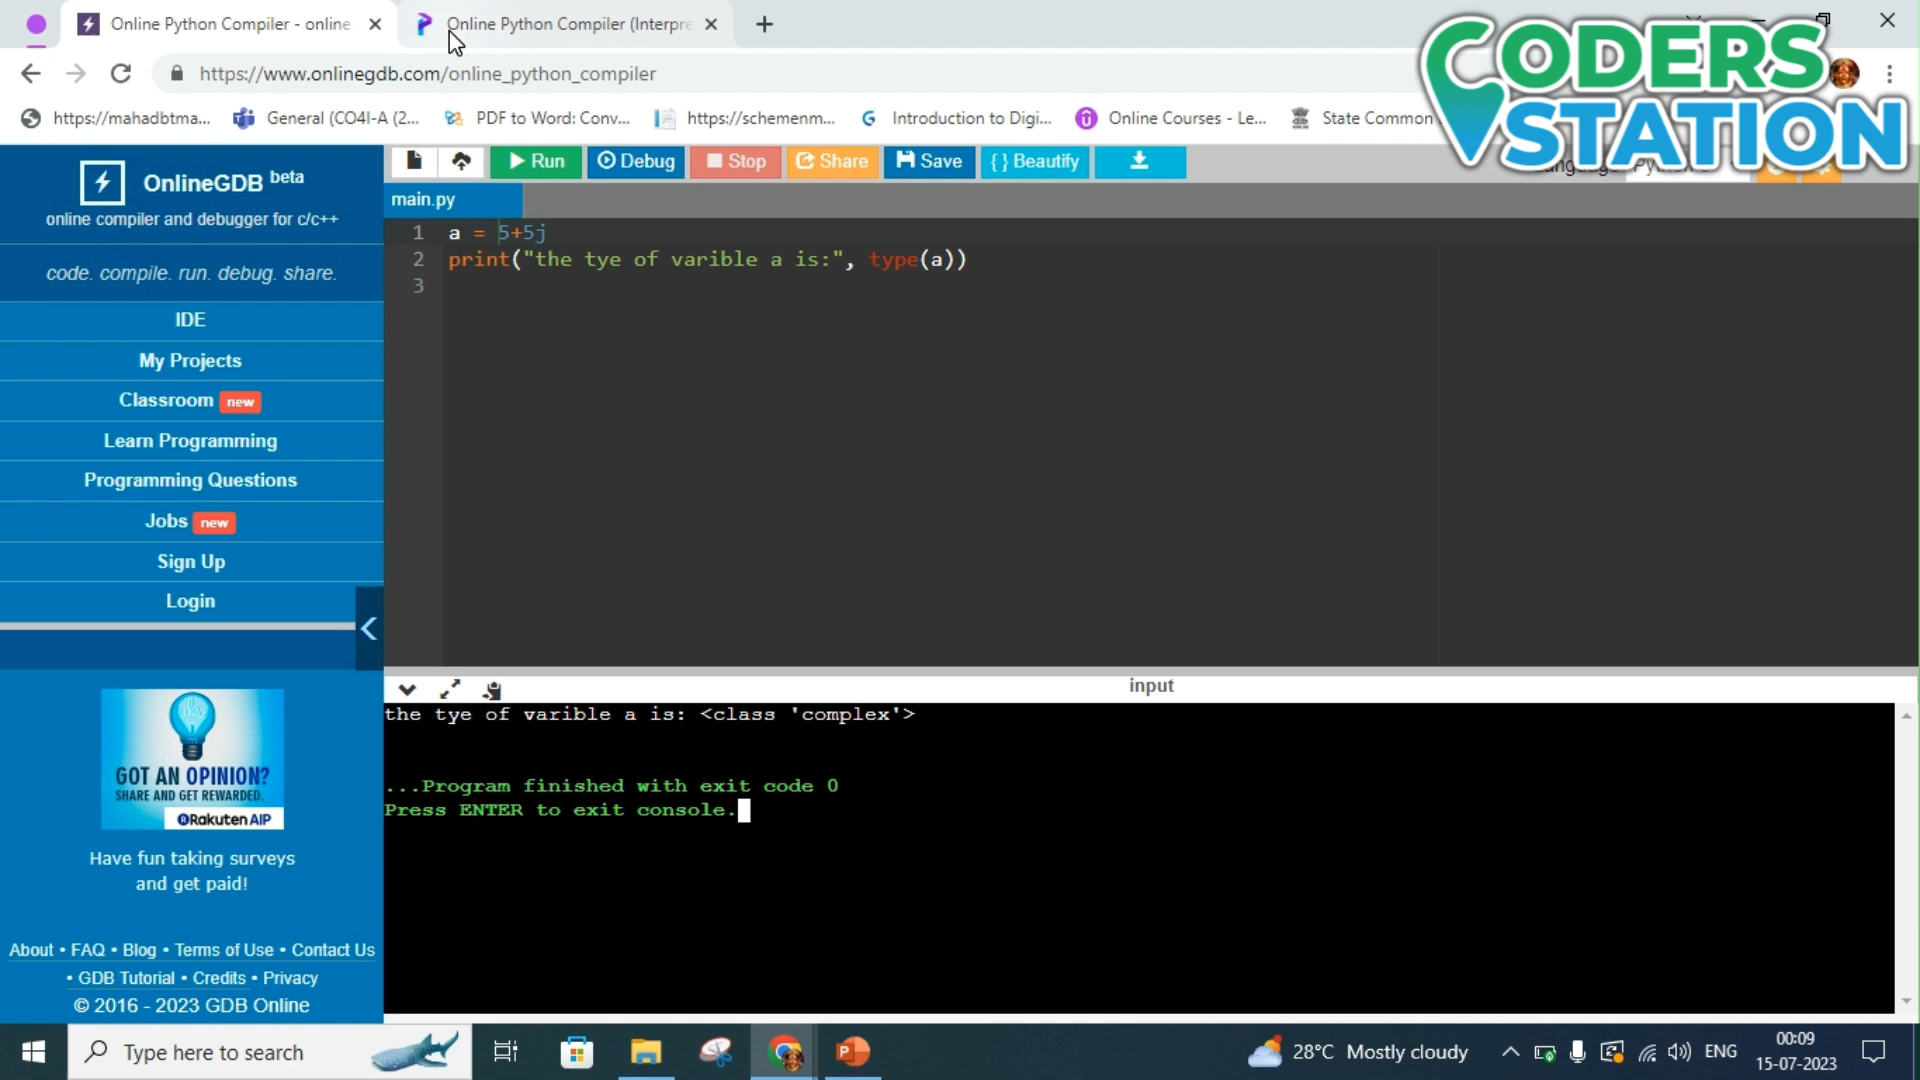 Online Python Compiler - online
Online Python Compiler (Interpre
CODERS
STATION
https://www.onlinegdb.com/online_python_compiler
https://mahadbtma...
General (CO4I-A (2...
PDF to Word: Conv...
https://schemenm...
Introduction to Digi...
Online Courses - Le...
State Common
OnlineGDB beta
online compiler and debugger for c/c++
code. compile. run. debug. share.
IDE
My Projects
Classroom new
Learn Programming
Programming Questions
Jobs new
Sign Up
Login
GOT AN OPINION?
SHARE AND GET REWARDED.
Rakuten AIP
Have fun taking surveys
and get paid!
About • FAQ • Blog • Terms of Use • Contact Us
• GDB Tutorial • Credits • Privacy
© 2016 - 2023 GDB Online
Run
Debug
Stop
Share
Save
{ } Beautify
main.py
1 a = 5+5j
2 print("the tye of varible a is:", type(a))
3
input
the tye of varible a is: <class 'complex'>
...Program finished with exit code 0
Press ENTER to exit console.
Type here to search
28°C Mostly cloudy
ENG
00:09
15-07-2023